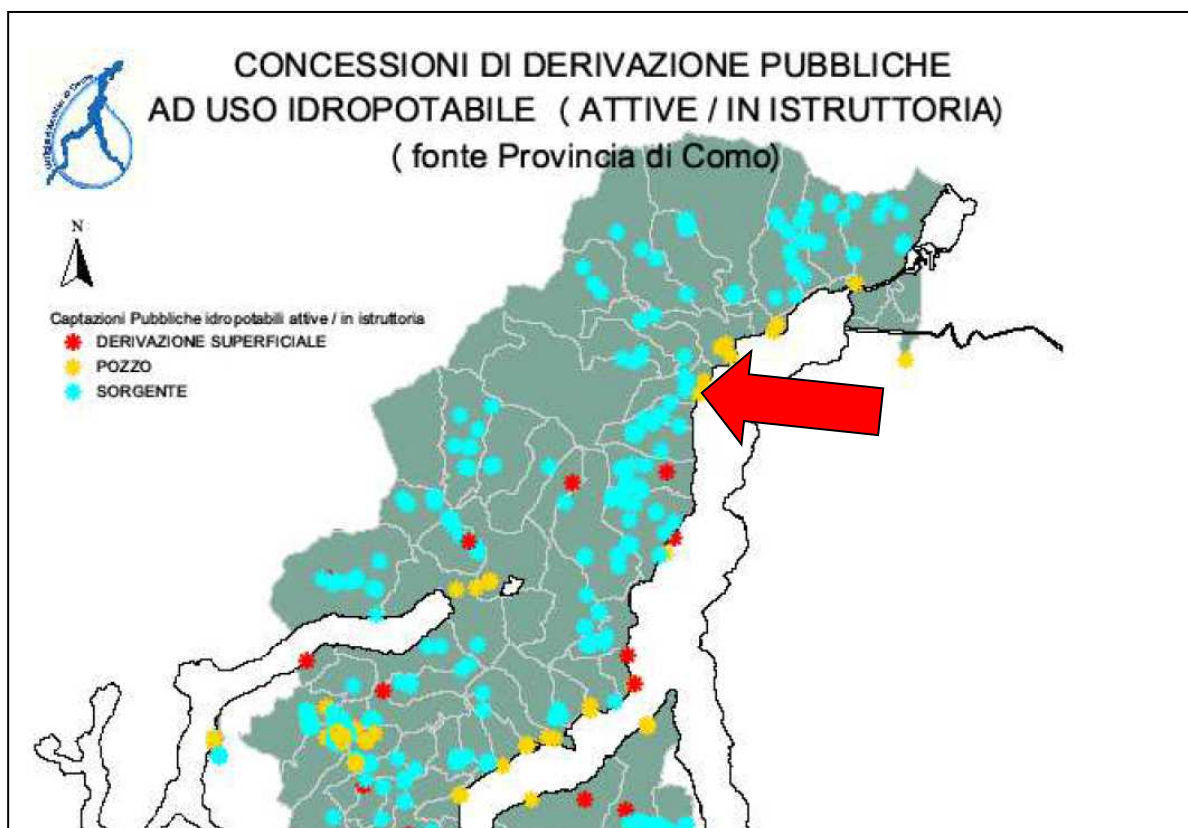 CONCESSIONI DI DERIVAZIONE PUBBLICHE
AD USO IDROPOTABILE ( ATTIVE / IN ISTRUTTORIA)
( fonte Provincia di Como)
N
Captazioni Pubbliche idropotabili attive / in istruttoria
DERIVAZIONE SUPERFICIALE
POZZO
SORGENTE